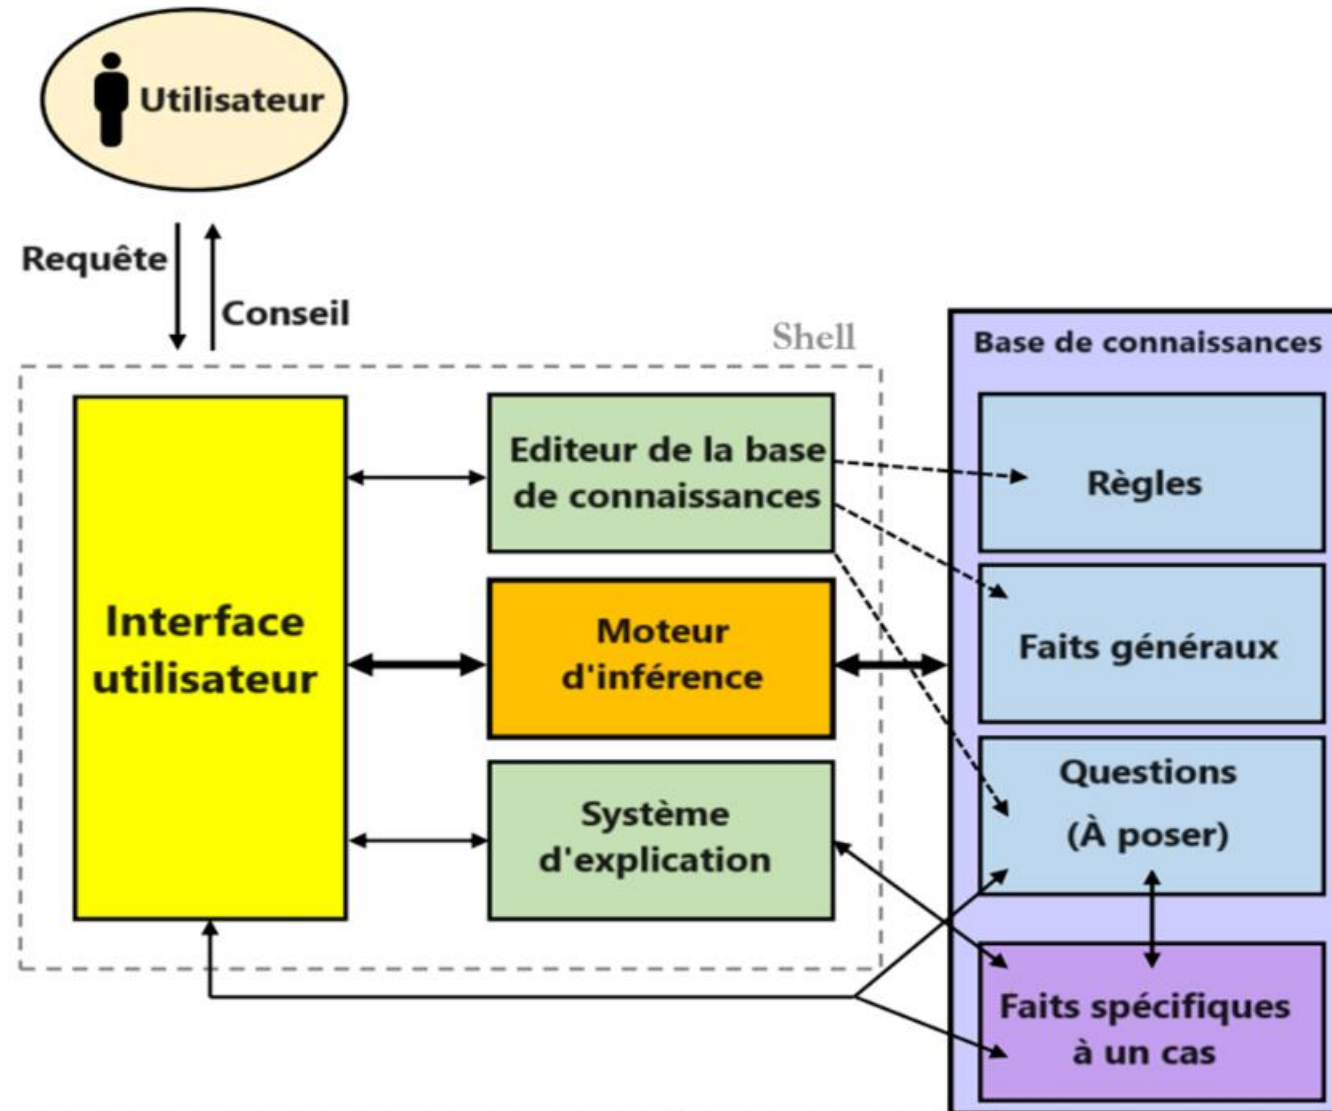 Utilisateur
Requête
Conseil
Shell
Base de connaissances
Interface
utilisateur
Editeur de la base
de connaissances
Moteur
d'inférence
Système
d'explication
Règles
Faits généraux
Questions
(À poser)
Faits spécifiques
à un cas